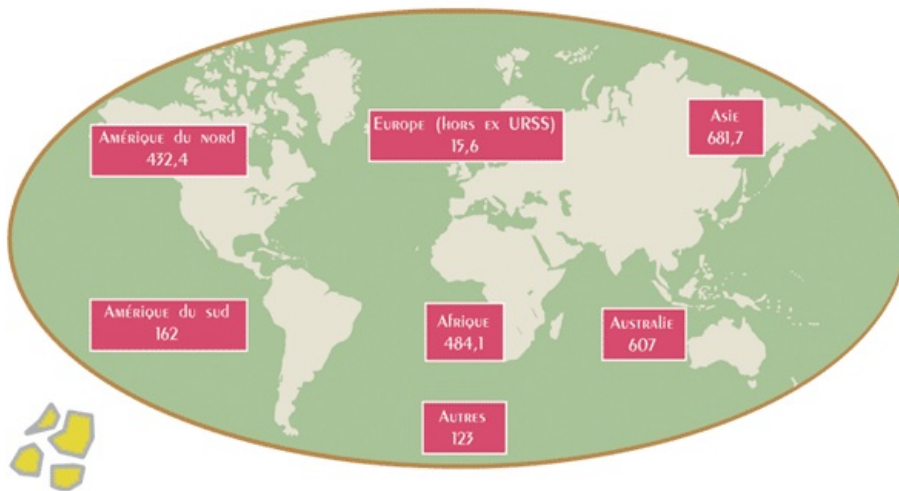 Amérique du nord
432,4
Europe (hors ex URSS)
15,6
Asie
681,7
Amérique du sud
162
Afrique
484,1
Australie
607
Autres
123